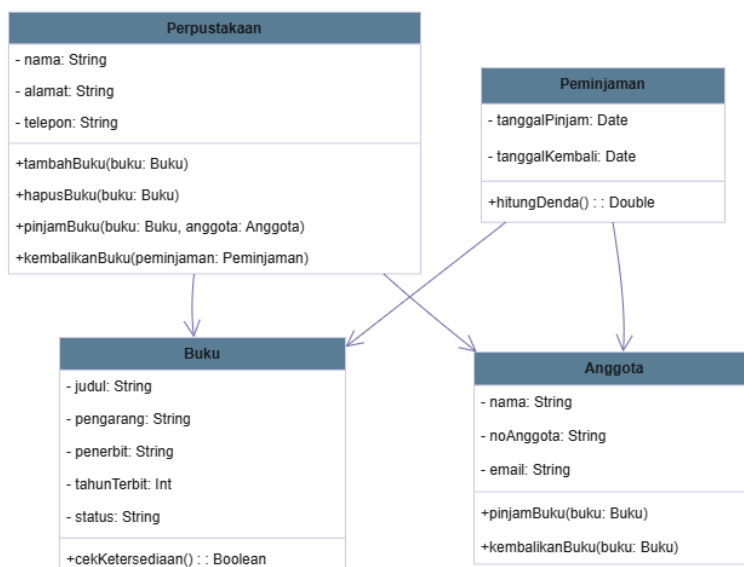 Perpustakaan
- nama: String
- alamat: String
- telepon: String
+tambahBuku(buku: Buku)
+hapusBuku(buku: Buku)
+pinjamBuku(buku: Buku, anggota: Anggota)
+kembalikanBuku(peminjaman: Peminjaman)
Peminjaman
- tanggalPinjam: Date
- tanggalKembali: Date
+hitungDenda() : : Double
Buku
- judul: String
- pengarang: String
- penerbit: String
- tahunTerbit: Int
- status: String
+cekKetersediaan() : : Boolean
Anggota
- nama: String
- noAnggota: String
- email: String
+pinjamBuku(buku: Buku)
+kembalikanBuku(buku: Buku)